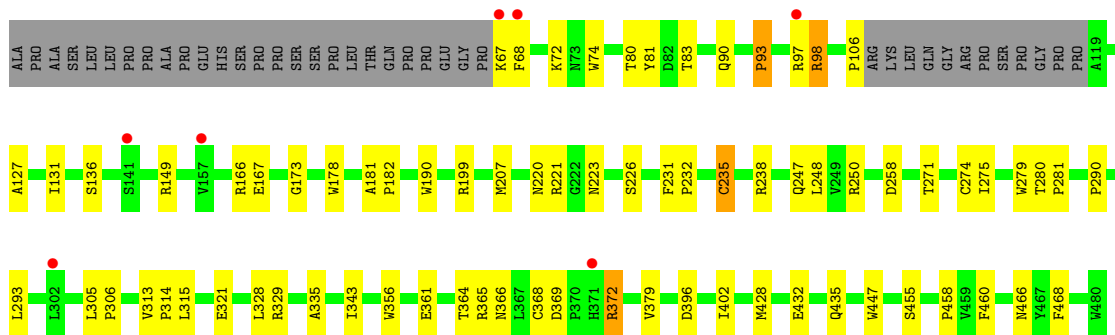 ALA PRO ALA SER LEU LEU PRO PRO ALA PRO GLU HIS SER PRO PRO SER SER PRO LEU THR GLN PRO PRO GLU GLY PRO K67 F68 K72 N73 W74 T80 Y81 D82 T83 Q90 P93 R97 R98 P106 ARG LYS LEU GLN GLY ARG PRO SER PRO GLY PRO PRO A119
A127 I131 S136 S141 R149 V157 R166 E167 G173 W178 A181 P182 W190 R199 M207 N220 R221 G222 N223 S226 F231 P232 C235 R238 Q247 L248 V249 R250 D258 T271 C274 I275 W279 T280 P281 P290
L293 L302 L305 P306 V313 P314 L315 E321 L328 R329 A335 I343 W356 E361 T364 R365 N366 L367 C368 D369 P370 H371 R372 V379 D396 I402 M428 E432 Q435 W447 S455 P458 V459 F460 N466 Y467 F468 W480